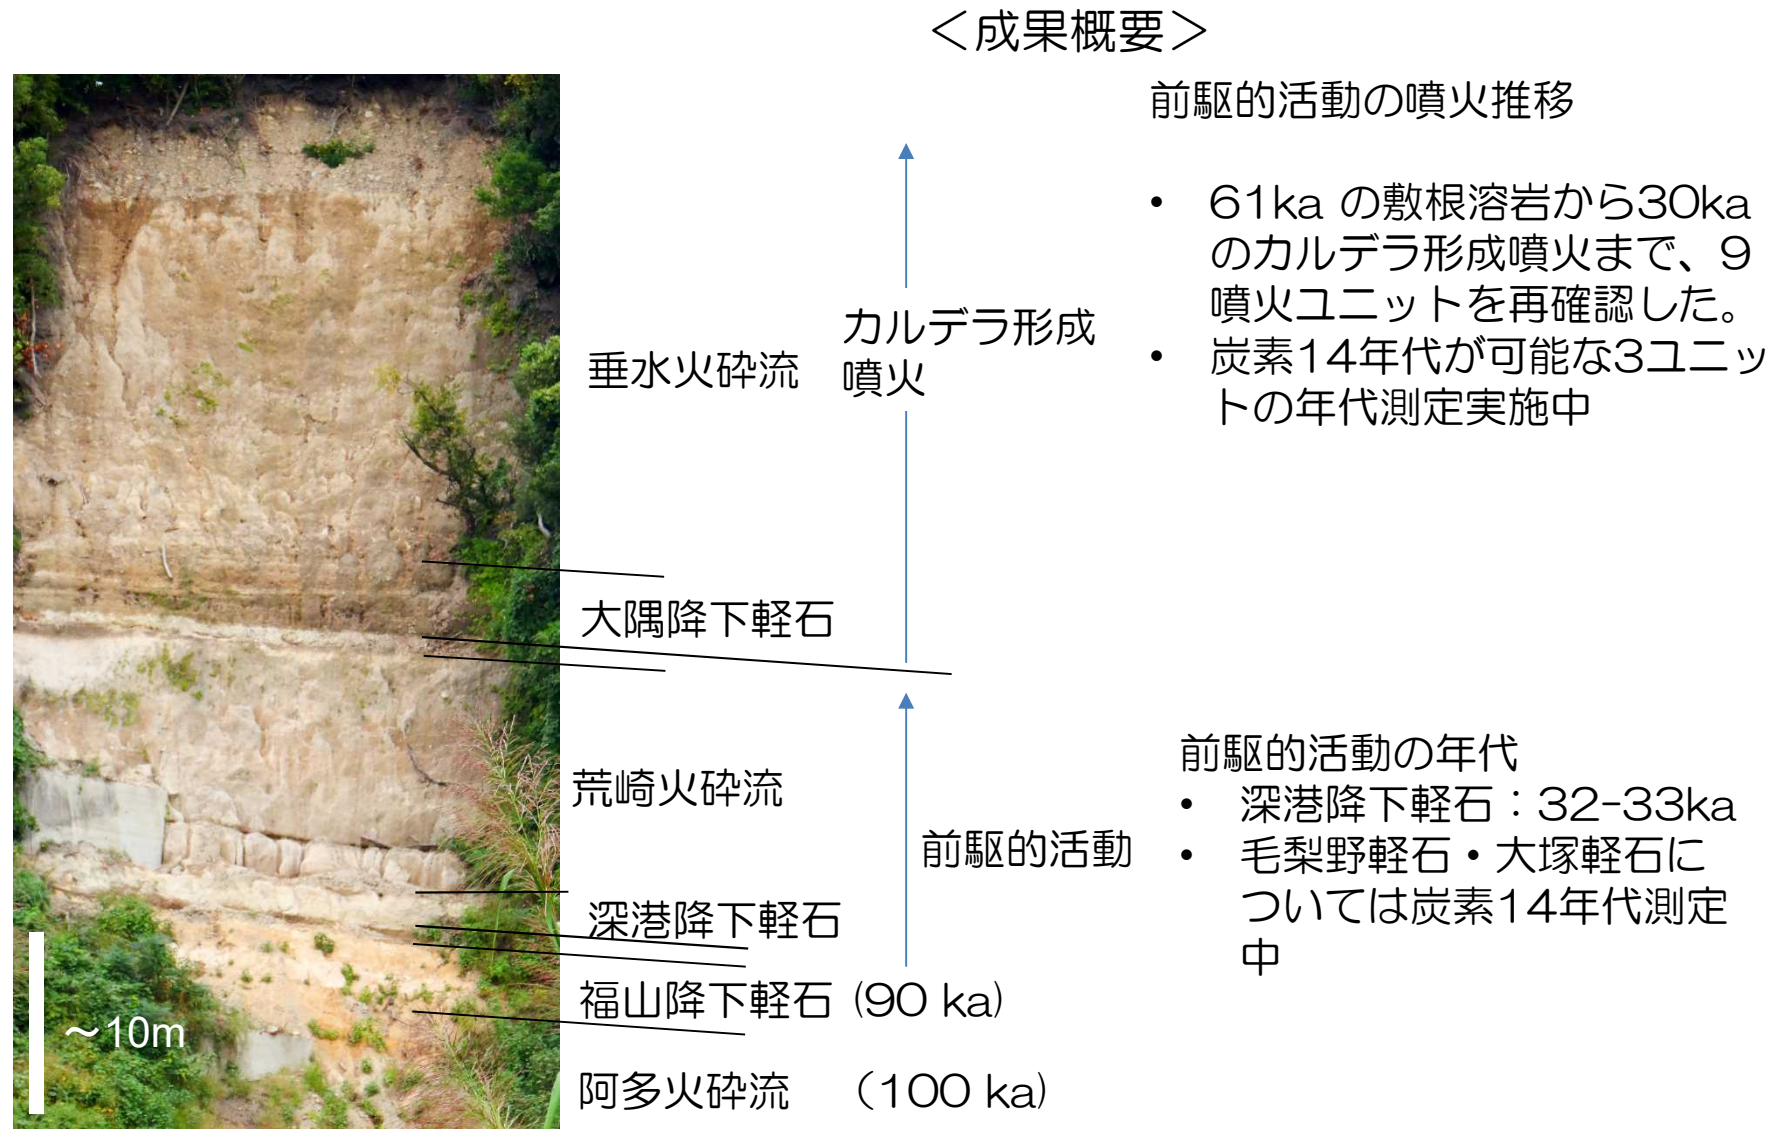 ＜成果概要＞
前駆的活動の噴火推移
• 61ka の敷根溶岩から30ka
のカルデラ形成噴火まで、9
噴火ユニットを再確認した。
• 炭素14年代が可能な3ユニッ
トの年代測定実施中
カルデラ形成
噴火
垂水火砕流
大隅降下軽石
荒崎火砕流
前駆的活動
深港降下軽石
福山降下軽石 (90 ka)
阿多火砕流 （100 ka)
～10m
前駆的活動の年代
• 深港降下軽石：32-33ka
• 毛梨野軽石・大塚軽石に
ついては炭素14年代測定
中